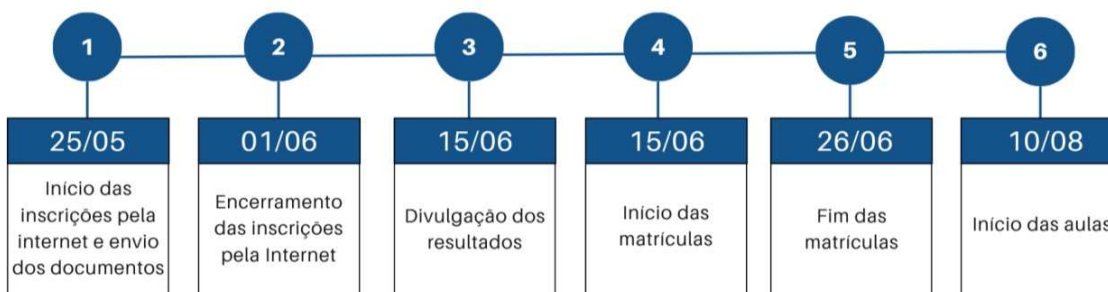 1
2
3
4
5
6
25/05
01/06
15/06
15/06
26/06
10/08
Início das
inscrições pela
internet e envio
dos documentos
Encerramento
das inscrições
pela Internet
Divulgação dos
resultados
Início das
matrículas
Fim das
matrículas
Início das aulas